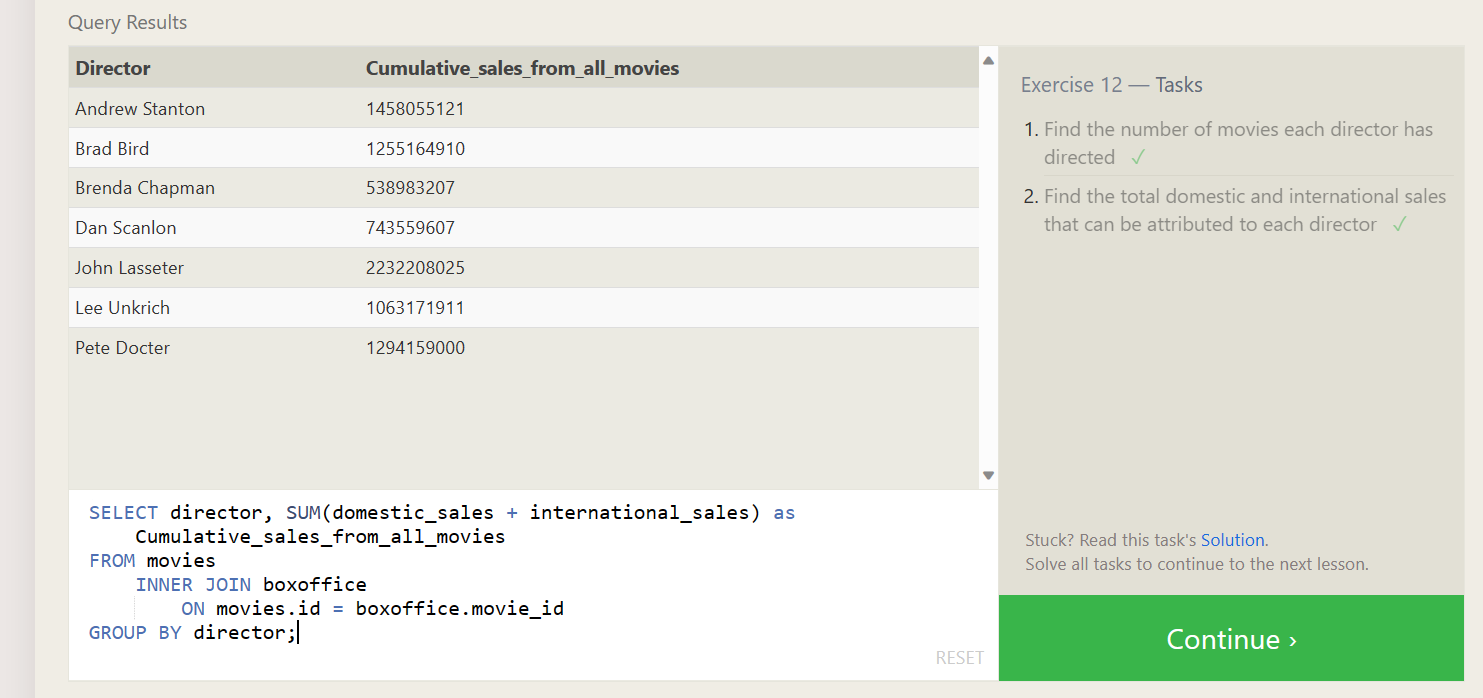 Query Results
Director Cumulative_sales_from_all_movies
Andrew Stanton 1458055121
Brad Bird 1255164910
Brenda Chapman 538983207
Dan Scanlon 743559607
John Lasseter 2232208025
Lee Unkrich 1063171911
Pete Docter 1294159000
SELECT director, SUM(domestic_sales + international_sales) as
Cumulative_sales_from_all_movies
FROM movies
INNER JOIN boxoffice
ON movies.id = boxoffice.movie_id
GROUP BY director;
RESET
Exercise 12 — Tasks
1. Find the number of movies each director has
directed ✓
2. Find the total domestic and international sales
that can be attributed to each director ✓
Stuck? Read this task's Solution.
Solve all tasks to continue to the next lesson.
Continue ›